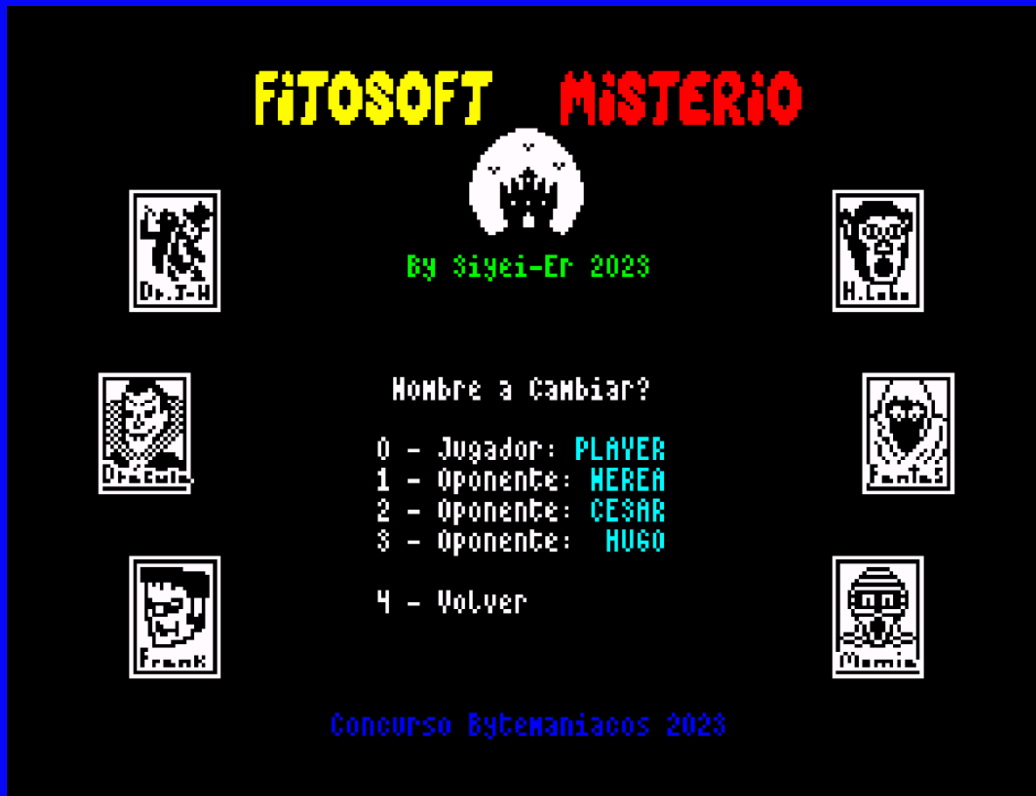 FiTOSOFT MiSTERiO
By Siyei-Er 2023
Dr.J-H
H.Lobo
Nombre a Cambiar?
Dracula
FantaS
0 - Jugador: PLAYER
1 - Oponente: NEREA
2 - Oponente: CESAR
3 - Oponente: HUGO
4 - Volver
Frank
Momia
Concurso Bytemaniacos 2023